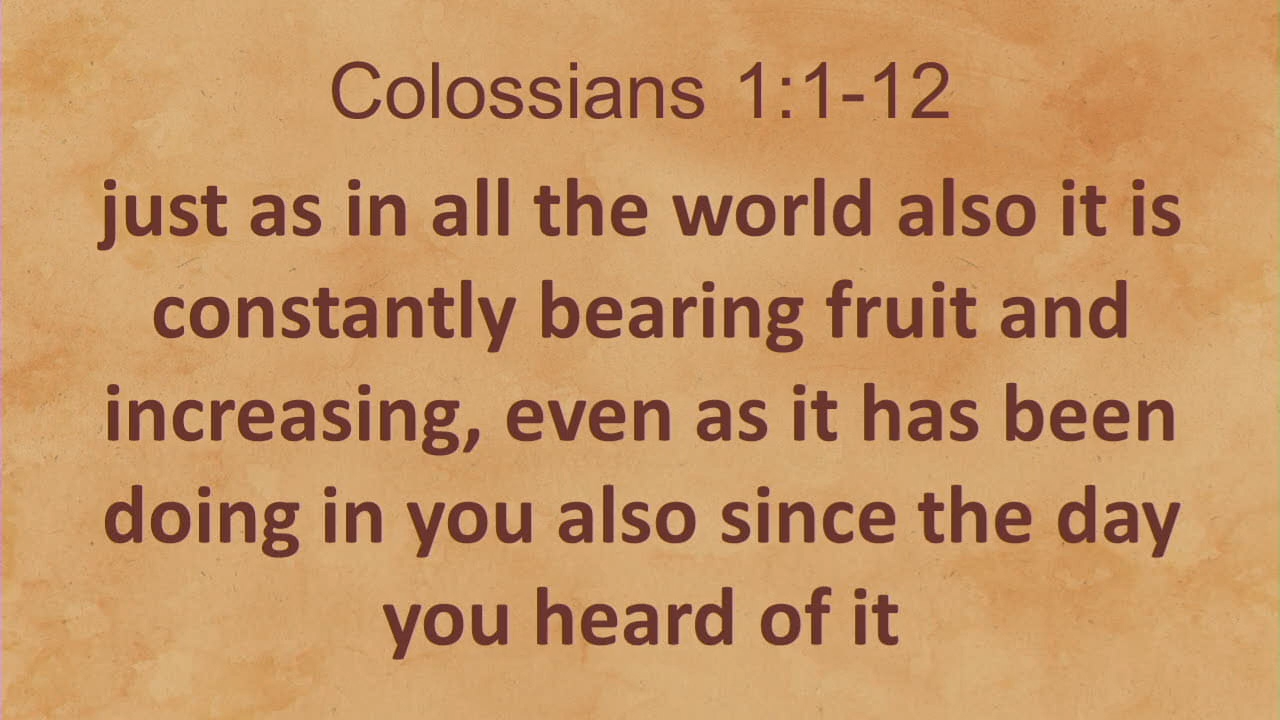 Colossians 1:1-12
just as in all the world also it is
constantly bearing fruit and
increasing, even as it has been
doing in you also since the day
you heard of it